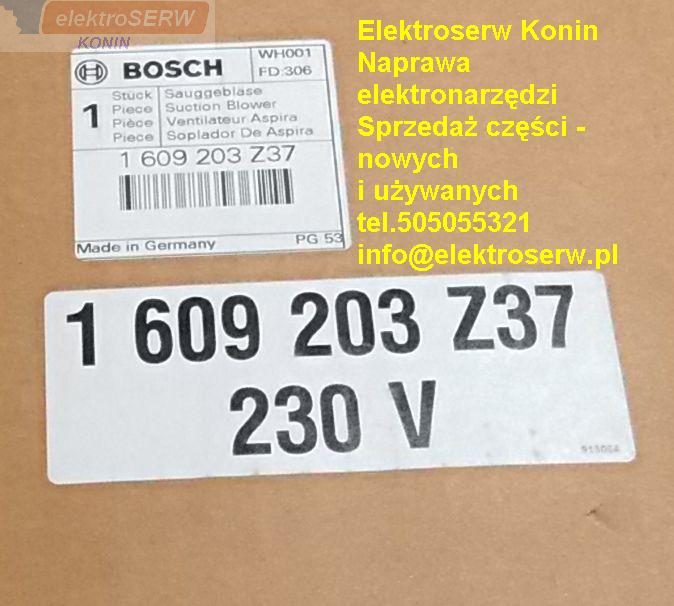 elektroSERW
KONIN
BOSCH
WH001
FD:306
1
Stück Sauggebläse
Piece Suction Blower
Pièce Ventilateur Aspira
Piece Soplador De Aspira
1 609 203 Z37
Made in Germany
PG 53
Elektroserw Konin
Naprawa
elektronarzędzi
Sprzedaż części -
nowych
i używanych
tel.505055321
info@elektroserw.pl
1 609 203 Z37
230 V